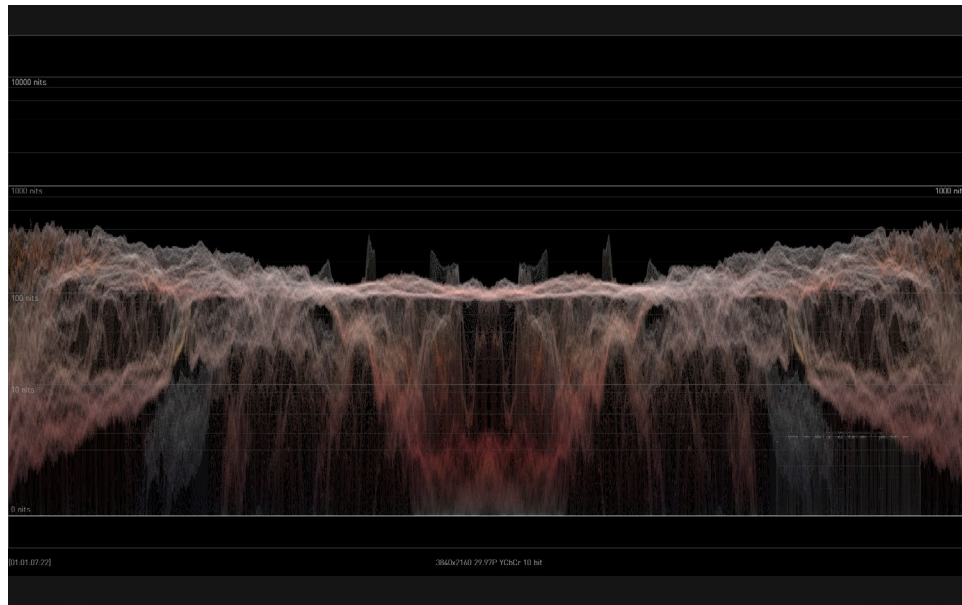 10000 nits
1000 nits 1000 nit
100 nits
10 nits
0 nits
[01:01:07:22] 3840x2160 29.97P YCbCr 10 bit